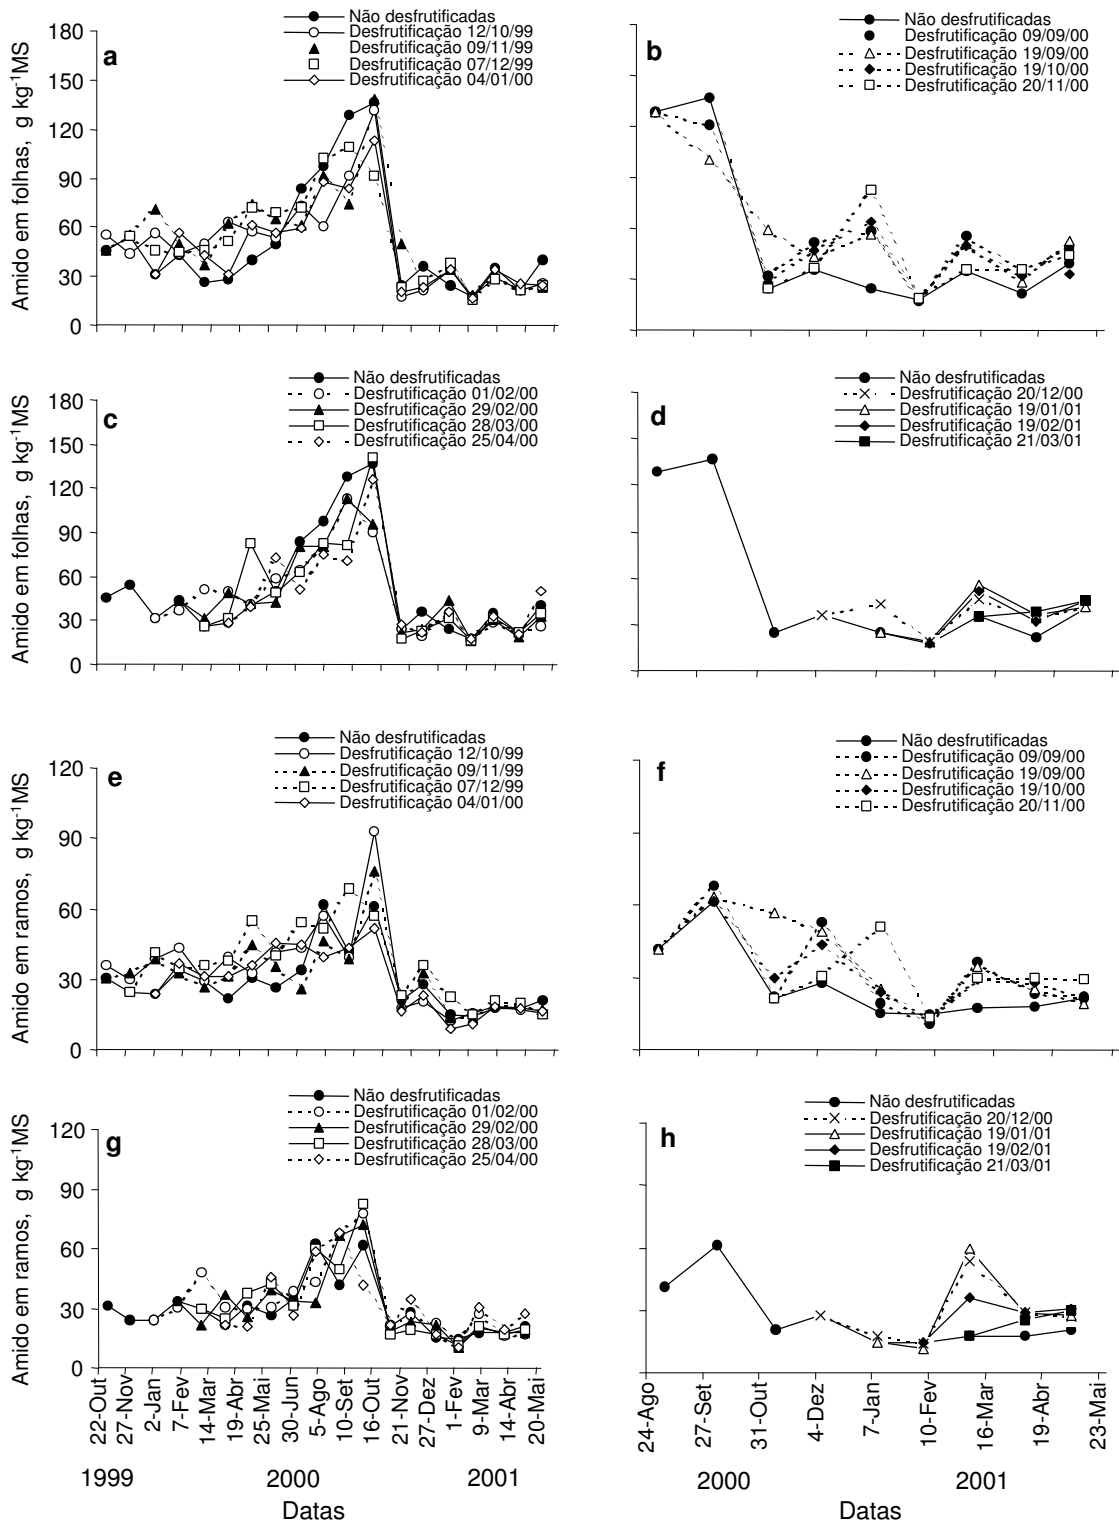 a
Amido em folhas, g kg-1MS
180
150
120
90
60
30
0
Não desfrutificadas
Desfrutificação 12/10/99
Desfrutificação 09/11/99
Desfrutificação 07/12/99
Desfrutificação 04/01/00
b
Não desfrutificadas
Desfrutificação 09/09/00
Desfrutificação 19/09/00
Desfrutificação 19/10/00
Desfrutificação 20/11/00
c
Amido em folhas, g kg-1MS
180
150
120
90
60
30
0
Não desfrutificadas
Desfrutificação 01/02/00
Desfrutificação 29/02/00
Desfrutificação 28/03/00
Desfrutificação 25/04/00
d
Não desfrutificadas
Desfrutificação 20/12/00
Desfrutificação 19/01/01
Desfrutificação 19/02/01
Desfrutificação 21/03/01
e
Amido em ramos, g kg-1MS
120
90
60
30
0
Não desfrutificadas
Desfrutificação 12/10/99
Desfrutificação 09/11/99
Desfrutificação 07/12/99
Desfrutificação 04/01/00
f
Não desfrutificadas
Desfrutificação 09/09/00
Desfrutificação 19/09/00
Desfrutificação 19/10/00
Desfrutificação 20/11/00
g
Amido em ramos, g kg-1MS
120
90
60
30
0
Não desfrutificadas
Desfrutificação 01/02/00
Desfrutificação 29/02/00
Desfrutificação 28/03/00
Desfrutificação 25/04/00
22-Out
27-Nov
2-Jan
7-Fev
14-Mar
19-Abr
25-Mai
30-Jun
5-Ago
10-Set
16-Out
21-Nov
27-Dez
1-Fev
9-Mar
14-Abr
20-Mai
1999
2000
2001
Datas
h
Não desfrutificadas
Desfrutificação 20/12/00
Desfrutificação 19/01/01
Desfrutificação 19/02/01
Desfrutificação 21/03/01
24-Ago
27-Set
31-Out
4-Dez
7-Jan
10-Fev
16-Mar
19-Abr
23-Mai
2000
2001
Datas